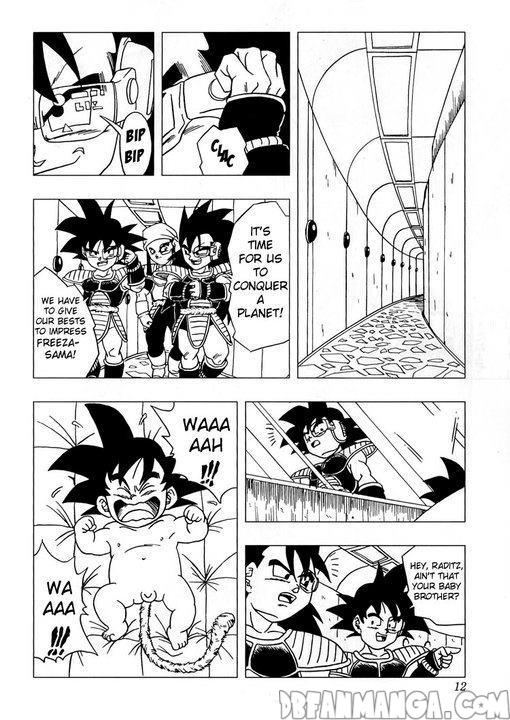 BIP
BIP
CLAC
WE HAVE
TO GIVE
OUR BESTS
TO IMPRESS
FREEZA-
SAMA!
IT'S
TIME
FOR US
TO
CONQUER
A
PLANET!
WAAA
AAH
!!!
WA
AAA
!!!
HEY, RADITZ,
AIN'T THAT
YOUR BABY
BROTHER?
12
DBFANMANGA.COM